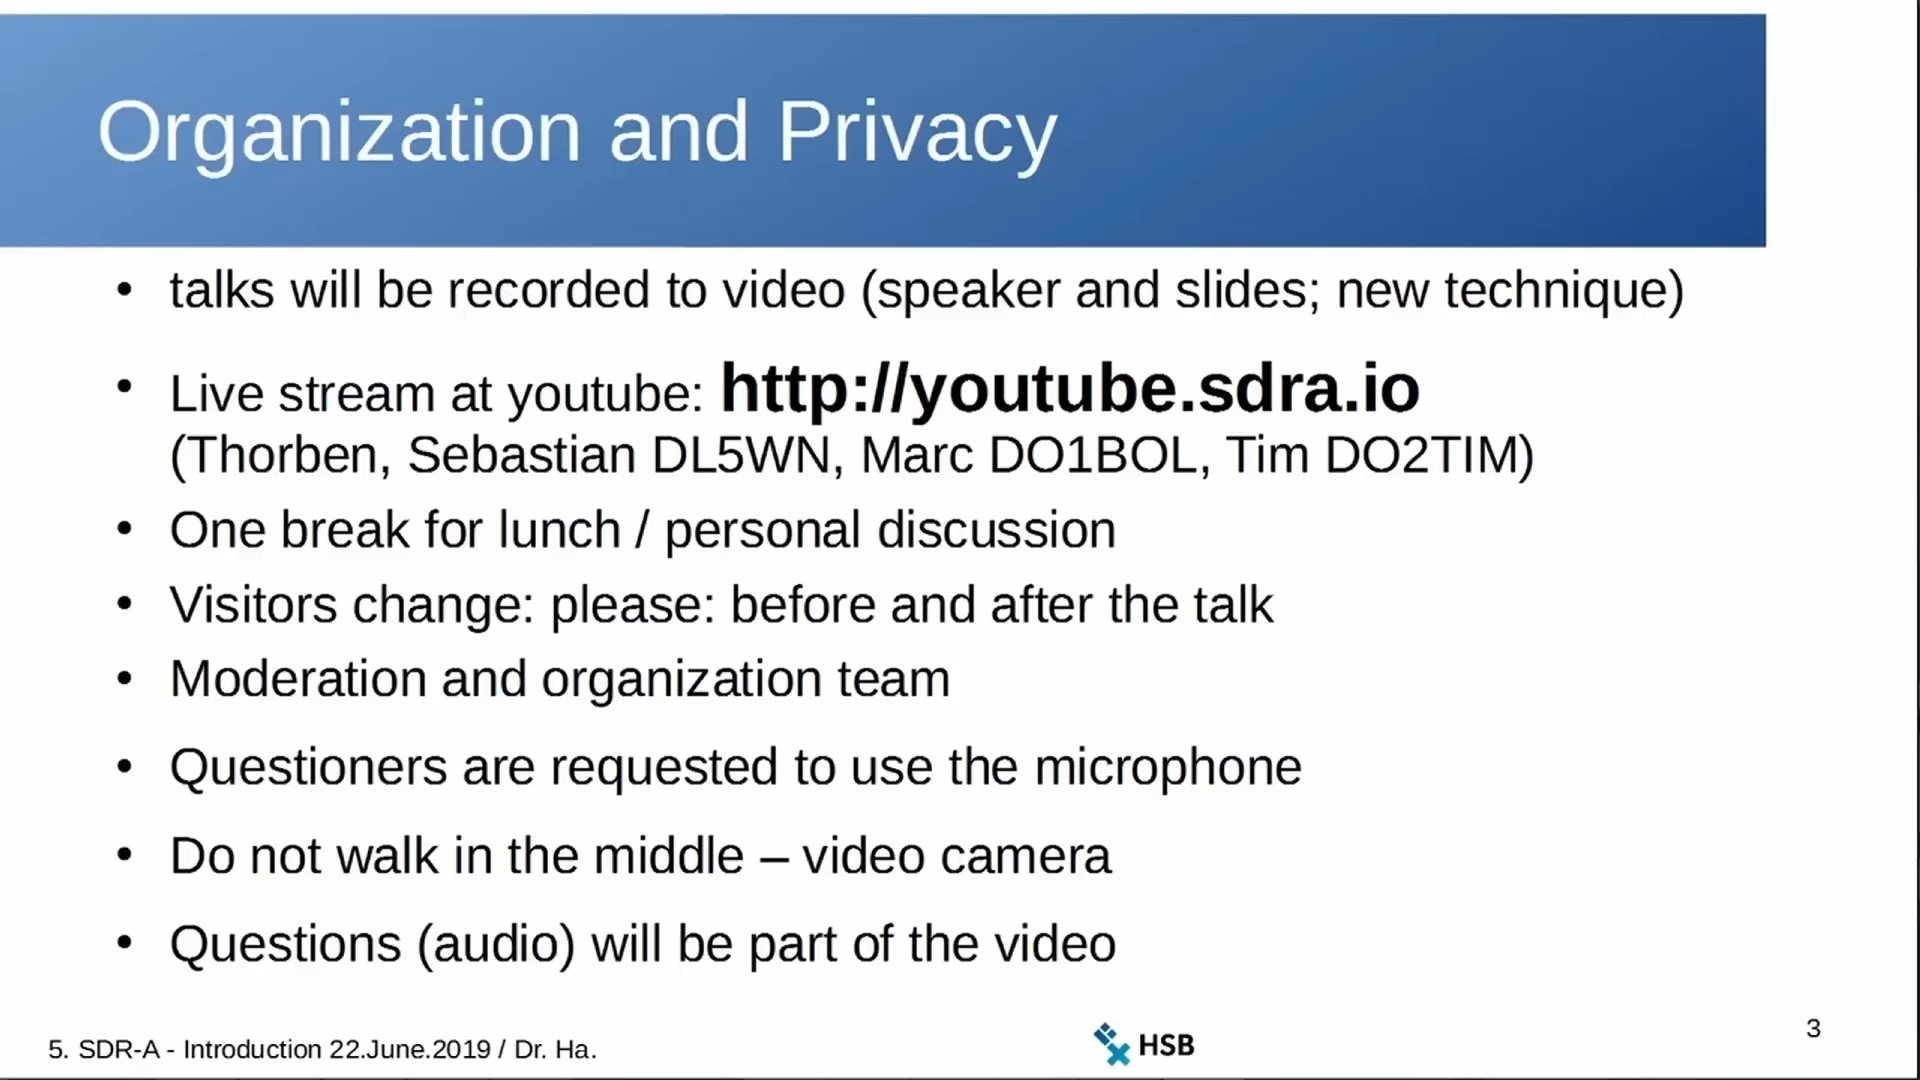 Organization and Privacy
• talks will be recorded to video (speaker and slides; new technique)
• Live stream at youtube: http://youtube.sdra.io
(Thorben, Sebastian DL5WN, Marc DO1BOL, Tim DO2TIM)
• One break for lunch / personal discussion
• Visitors change: please: before and after the talk
• Moderation and organization team
• Questioners are requested to use the microphone
• Do not walk in the middle – video camera
• Questions (audio) will be part of the video
5. SDR-A - Introduction 22.June.2019 / Dr. Ha.
HSB
3